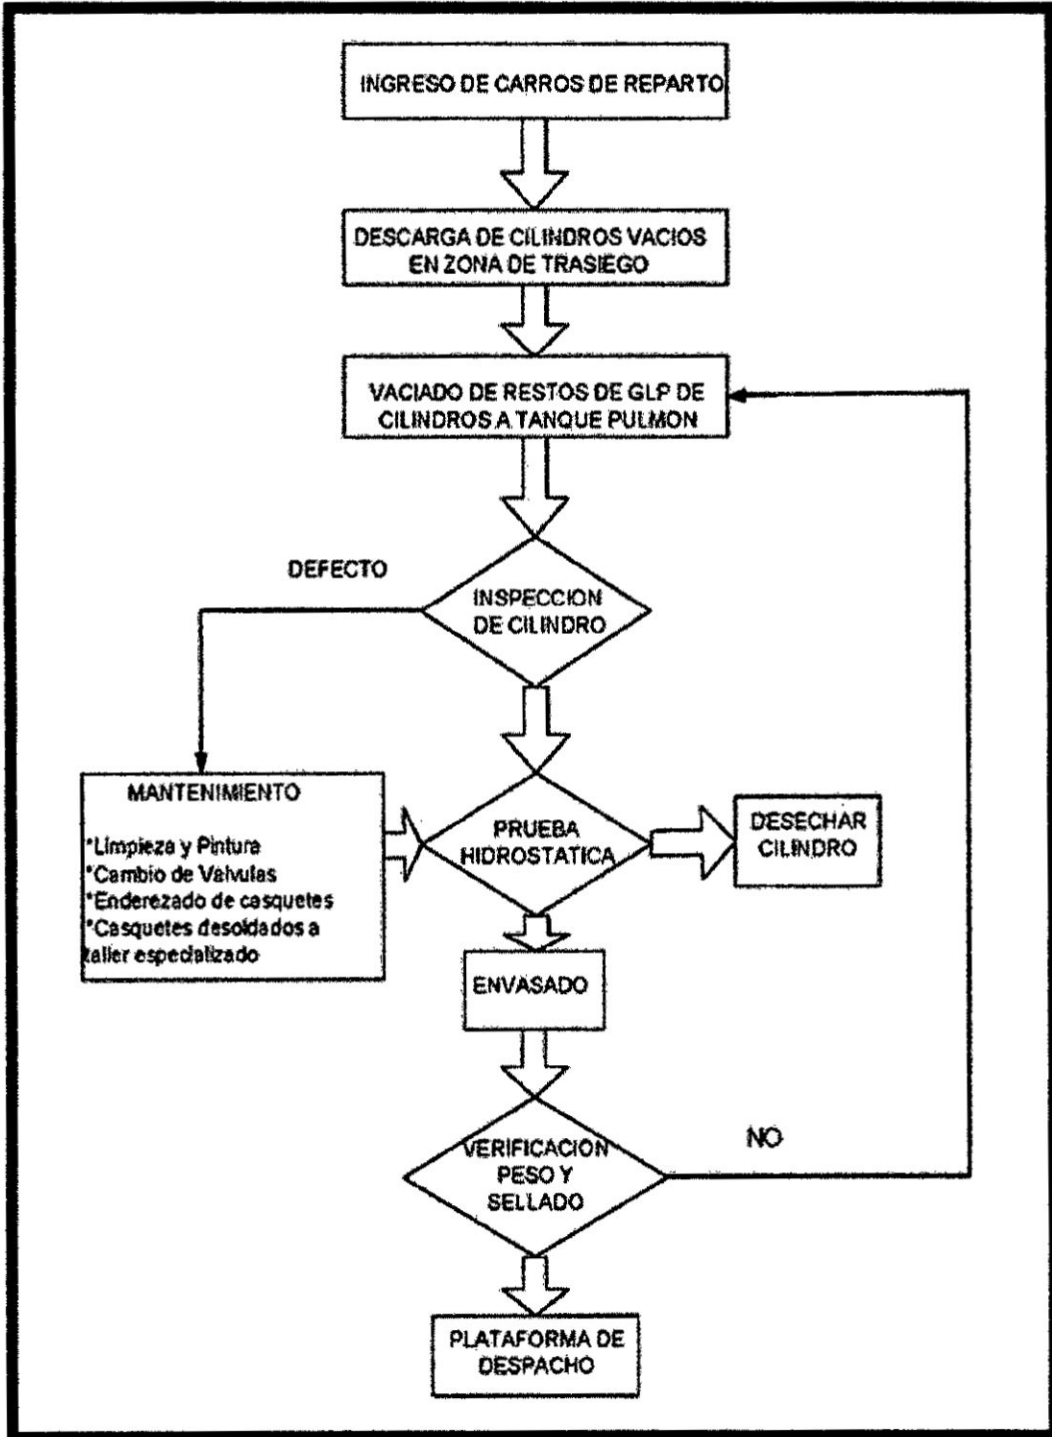 INGRESO DE CARROS DE REPARTO
DESCARGA DE CILINDROS VACIOS
EN ZONA DE TRASIEGO
VACIADO DE RESTOS DE GLP DE
CILINDROS A TANQUE PULMON
DEFECTO
INSPECCION
DE CILINDRO
MANTENIMIENTO
*Limpieza y Pintura
*Cambio de Valvulas
*Enderezado de casquetes
*Casquetes desoldados a
taller especializado
PRUEBA
HIDROSTATICA
DESECHAR
CILINDRO
ENVASADO
VERIFICACION
PESO Y
SELLADO
NO
PLATAFORMA DE
DESPACHO